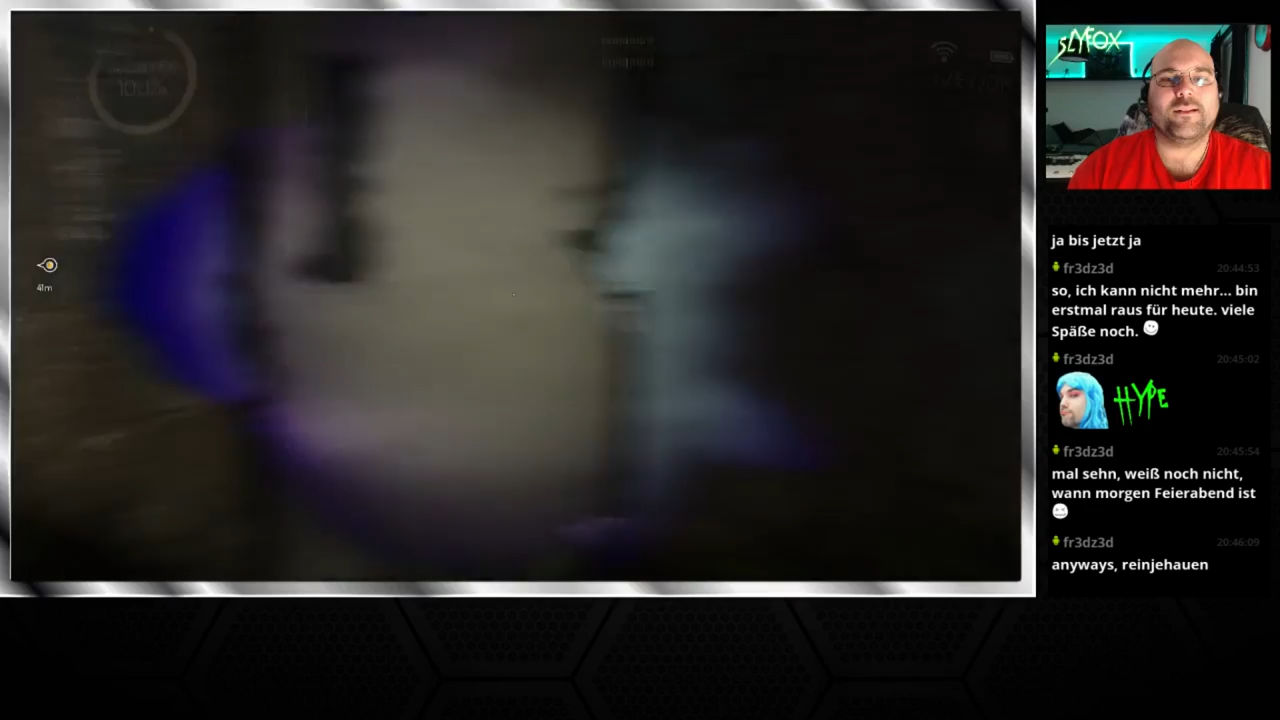 SLYFOX
41m
ja bis jetzt ja
fr3dz3d 20:44:53
so, ich kann nicht mehr... bin
erstmal raus für heute. viele
Späße noch.
fr3dz3d 20:45:02
HYPE
fr3dz3d 20:45:54
mal sehn, weiß noch nicht,
wann morgen Feierabend ist
fr3dz3d 20:46:09
anyways, reinjehauen